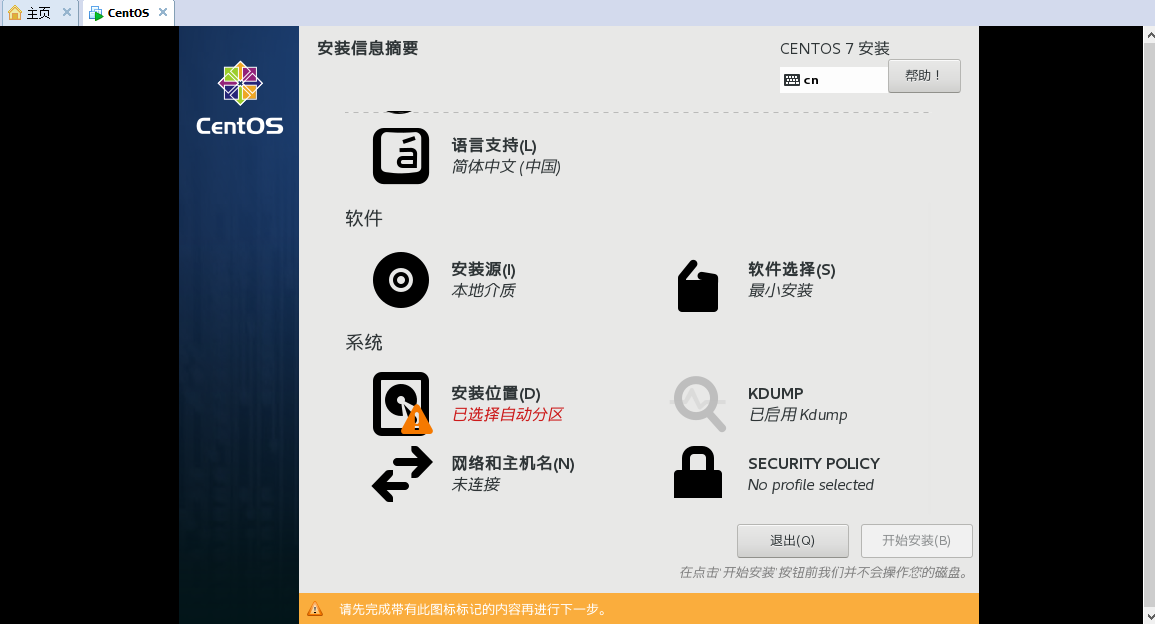 主页
CentOS
安装信息摘要
CENTOS 7 安装
cn
帮助！
CentOS
语言支持(L)
简体中文 (中国)
软件
安装源(I)
本地介质
软件选择(S)
最小安装
系统
安装位置(D)
已选择自动分区
KDUMP
已启用 Kdump
网络和主机名(N)
未连接
SECURITY POLICY
No profile selected
退出(Q)
开始安装(B)
在点击'开始安装'按钮前我们并不会操作您的磁盘。
请先完成带有此图标标记的内容再进行下一步。